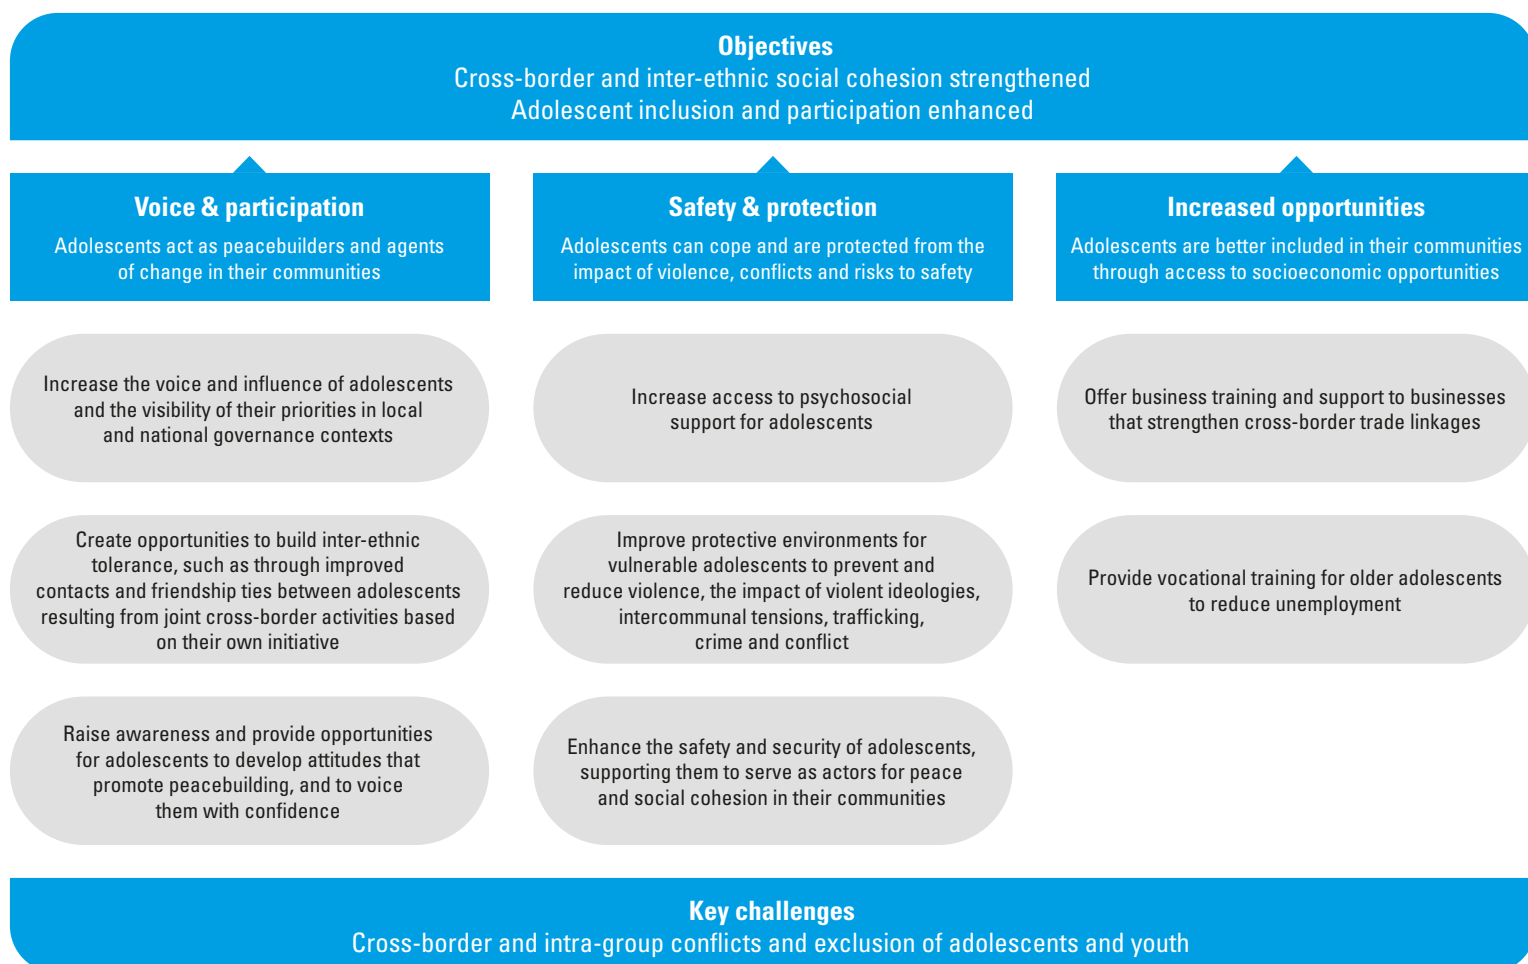 Objectives
Cross-border and inter-ethnic social cohesion strengthened
Adolescent inclusion and participation enhanced
Voice & participation
Adolescents act as peacebuilders and agents
of change in their communities
Increase the voice and influence of adolescents
and the visibility of their priorities in local
and national governance contexts
Create opportunities to build inter-ethnic
tolerance, such as through improved
contacts and friendship ties between adolescents
resulting from joint cross-border activities based
on their own initiative
Raise awareness and provide opportunities
for adolescents to develop attitudes that
promote peacebuilding, and to voice
them with confidence
Safety & protection
Adolescents can cope and are protected from the
impact of violence, conflicts and risks to safety
Increase access to psychosocial
support for adolescents
Improve protective environments for
vulnerable adolescents to prevent and
reduce violence, the impact of violent ideologies,
intercommunal tensions, trafficking,
crime and conflict
Enhance the safety and security of adolescents,
supporting them to serve as actors for peace
and social cohesion in their communities
Increased opportunities
Adolescents are better included in their communities
through access to socioeconomic opportunities
Offer business training and support to businesses
that strengthen cross-border trade linkages
Provide vocational training for older adolescents
to reduce unemployment
Key challenges
Cross-border and intra-group conflicts and exclusion of adolescents and youth